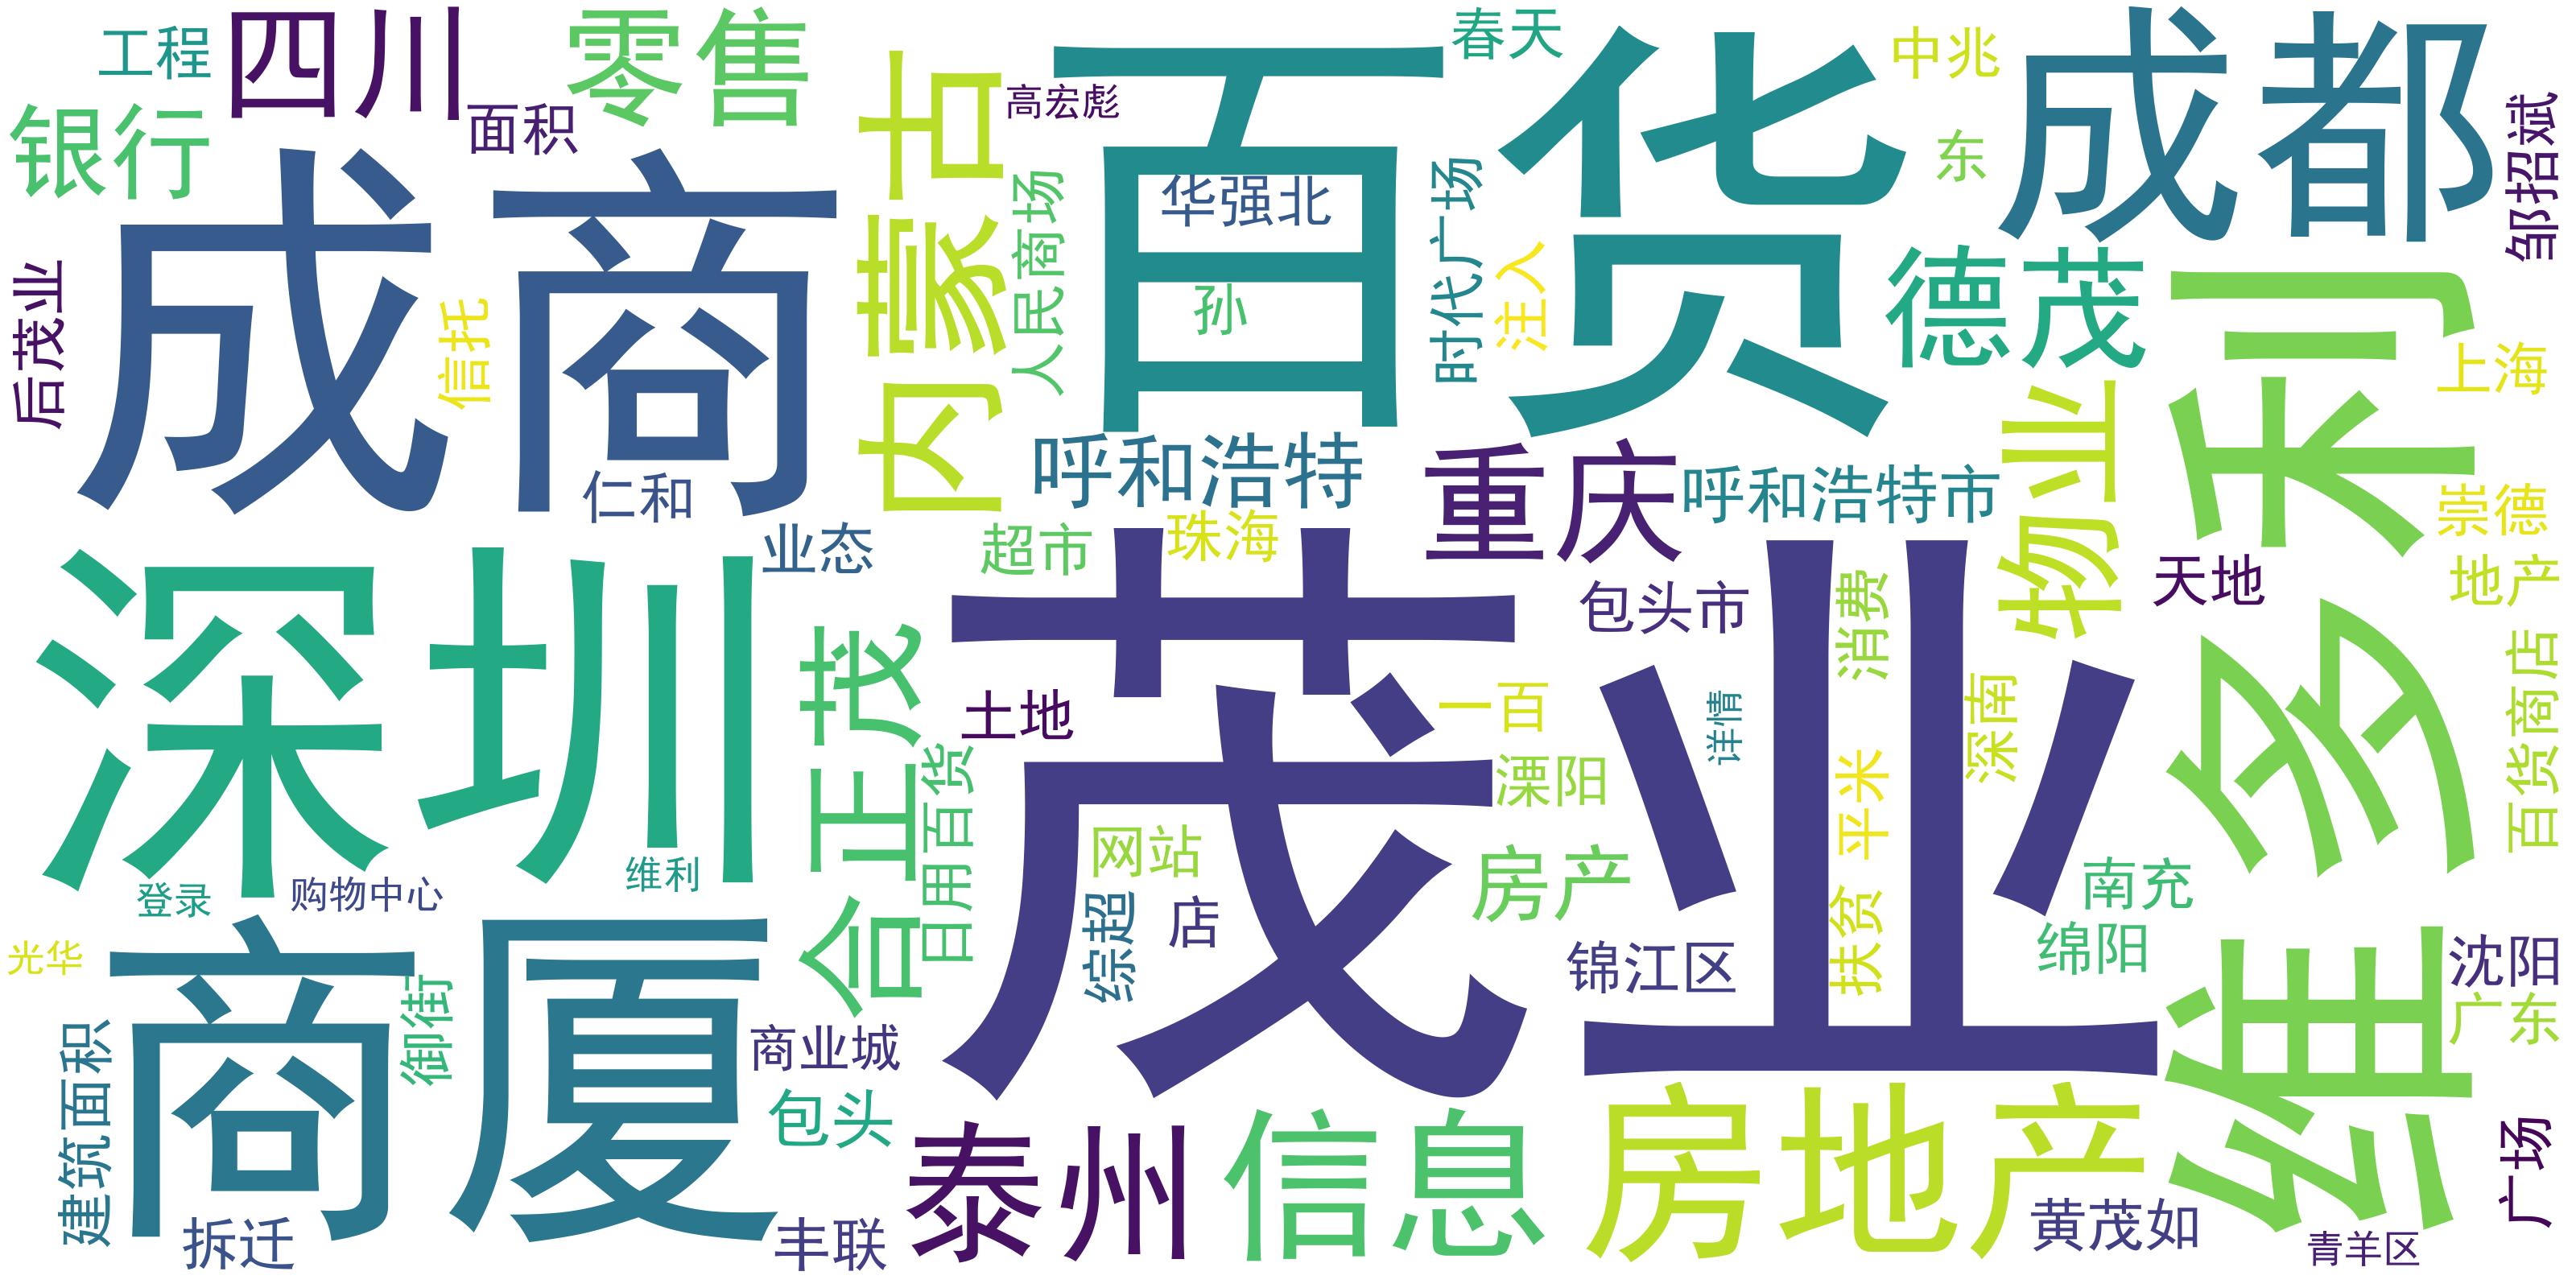 工程
四川
零售
百货
春天
中兆
成都
银行
面积
内蒙古
高宏彪
东
邹招斌
成商
人民商场
华强北
时代广场
注入
德茂
维多利
后茂业
信托
孙
上海
仁和
呼和浩特
重庆
呼和浩特市
物业
崇德
业态
超市
珠海
天地
地产
深圳
合正茂
茂业
包头市
消费
百货商店
土地
一百
详情
深南
日用百货
溧阳
平米
网站
维利
登录
购物中心
综超
店
房产
扶贫
南充
锦江区
绵阳
沈阳
光华
商厦
御街
广东
建筑面积
商业城
包头
泰州
信息
房地产
广场
拆迁
丰联
黄茂如
青羊区